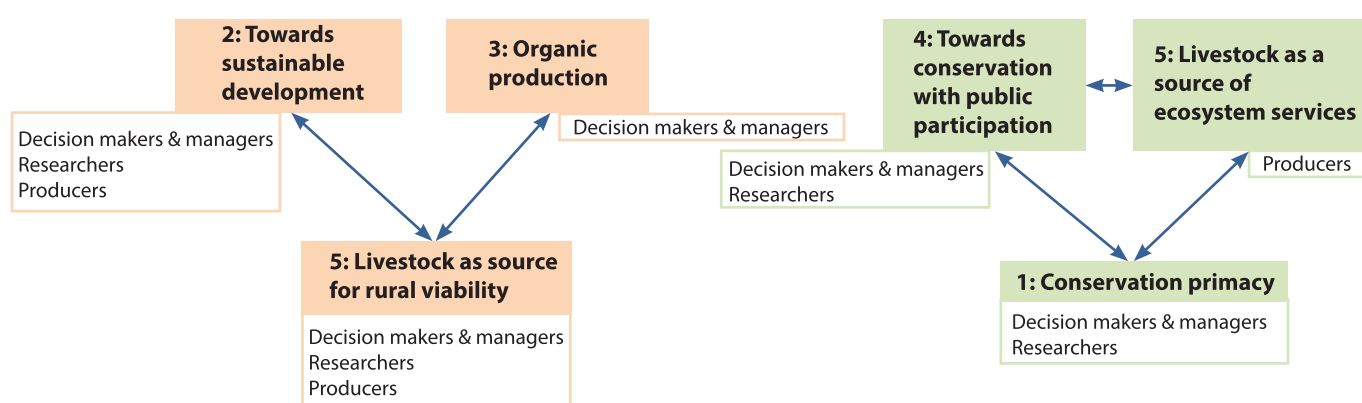 2: Towards
sustainable
development
Decision makers & managers
Researchers
Producers
3: Organic
production
Decision makers & managers
5: Livestock as source
for rural viability
Decision makers & managers
Researchers
Producers
4: Towards
conservation
with public
participation
Decision makers & managers
Researchers
5: Livestock as a
source of
ecosystem services
Producers
1: Conservation primacy
Decision makers & managers
Researchers